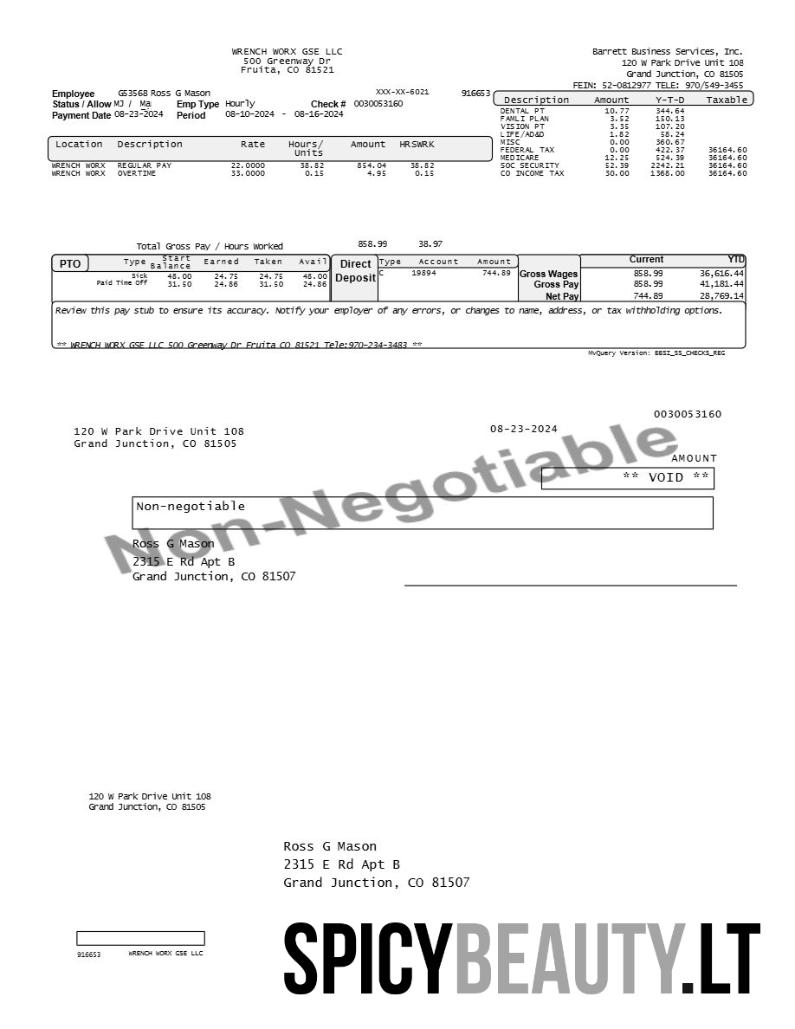 WRENCH WORX GSE LLC
500 Greenway Dr
Fruita, CO 81521
Barrett Business Services, Inc.
120 W Park Drive Unit 108
Grand Junction, CO 81505
FEIN: 52-0812977 TELE: 970/549-3455
Employee G53568 Ross G Mason XXX-XX-6021 916653
Status / Allow MJ / Ma Emp Type Hourly Check # 0030053160
Payment Date 08-23-2024 Period 08-10-2024 - 08-16-2024
Description Amount Y-T-D Taxable
DENTAL PT 10.77 344.64
FAMLI PLAN 3.52 150.13
VISION PT 3.35 107.20
LIFE/AD&D 1.82 58.24
MISC 0.00 360.67
FEDERAL TAX 0.00 422.37 36164.60
MEDICARE 12.25 524.39 36164.60
SOC SECURITY 52.39 2242.21 36164.60
CO INCOME TAX 30.00 1368.00 36164.60
Location Description Rate Hours/ Units Amount HRSWRK
WRENCH WORX REGULAR PAY 22.0000 38.82 854.04 38.82
WRENCH WORX OVERTIME 33.0000 0.15 4.95 0.15
Total Gross Pay / Hours Worked 858.99 38.97
PTO Type Start Balance Earned Taken Avail
Sick 48.00 24.75 24.75 48.00
Paid Time Off 31.50 24.86 31.50 24.86
Direct Deposit Type Account Amount
C 19894 744.89
Current YTD
Gross Wages 858.99 36,616.44
Gross Pay 858.99 41,181.44
Net Pay 744.89 28,769.14
Review this pay stub to ensure its accuracy. Notify your employer of any errors, or changes to name, address, or tax withholding options.
** WRENCH WORX GSE LLC 500 Greenway Dr Fruita CO 81521 Tele:970-234-3483 **
MvQuery Version: BBSI_SS_CHECKS_REG
0030053160
120 W Park Drive Unit 108
Grand Junction, CO 81505
08-23-2024
AMOUNT
** VOID **
Non-Negotiable
Non-negotiable
Ross G Mason
2315 E Rd Apt B
Grand Junction, CO 81507
120 W Park Drive Unit 108
Grand Junction, CO 81505
Ross G Mason
2315 E Rd Apt B
Grand Junction, CO 81507
916653 WRENCH WORX GSE LLC
SPICYBEAUTY.LT